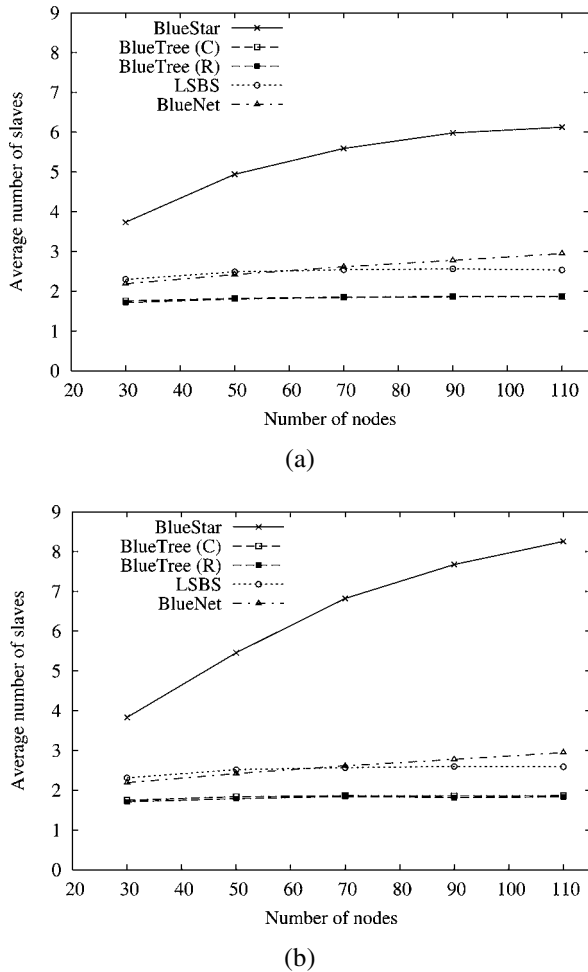 9
8
7
6
5
4
3
2
1
0
Average number of slaves
BlueStar
BlueTree (C)
BlueTree (R)
LSBS
BlueNet
20 30 40 50 60 70 80 90 100 110
Number of nodes
(a)
9
8
7
6
5
4
3
2
1
0
Average number of slaves
BlueStar
BlueTree (C)
BlueTree (R)
LSBS
BlueNet
20 30 40 50 60 70 80 90 100 110
Number of nodes
(b)